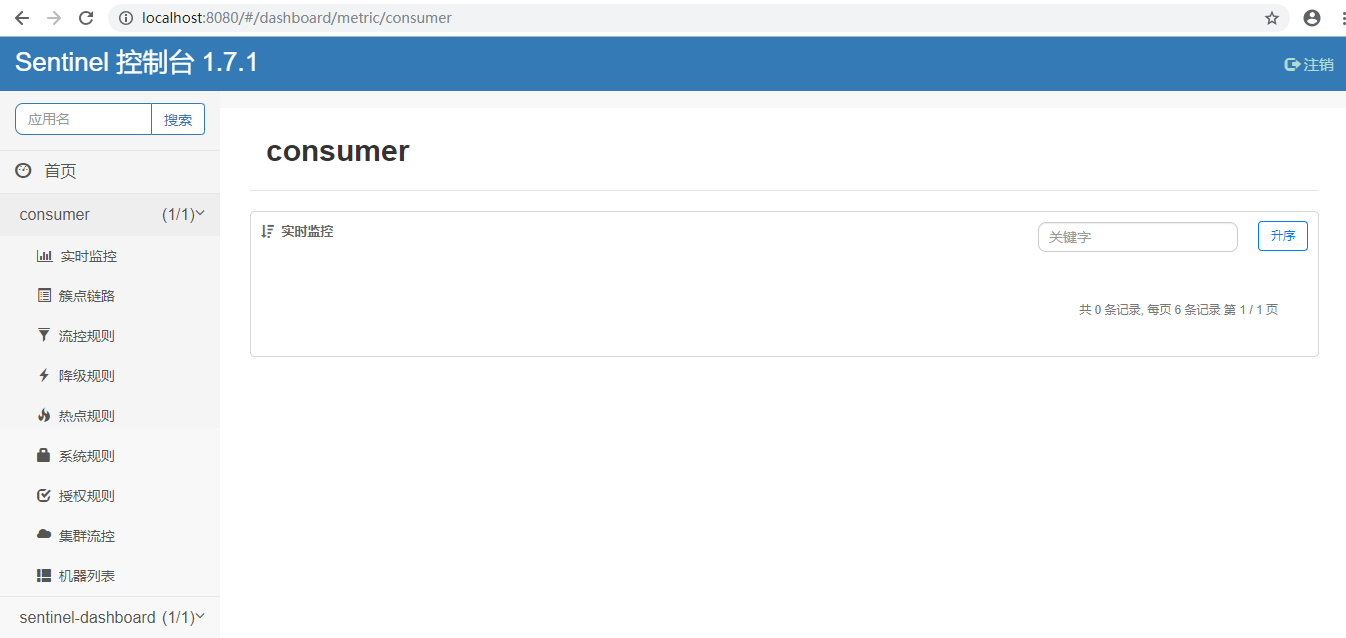 localhost:8080/#/dashboard/metric/consumer
Sentinel 控制台 1.7.1
注销
应用名
搜索
首页
consumer (1/1)
实时监控
簇点链路
流控规则
降级规则
热点规则
系统规则
授权规则
集群流控
机器列表
sentinel-dashboard (1/1)
consumer
实时监控
关键字
升序
共 0 条记录, 每页 6 条记录 第 1 / 1 页